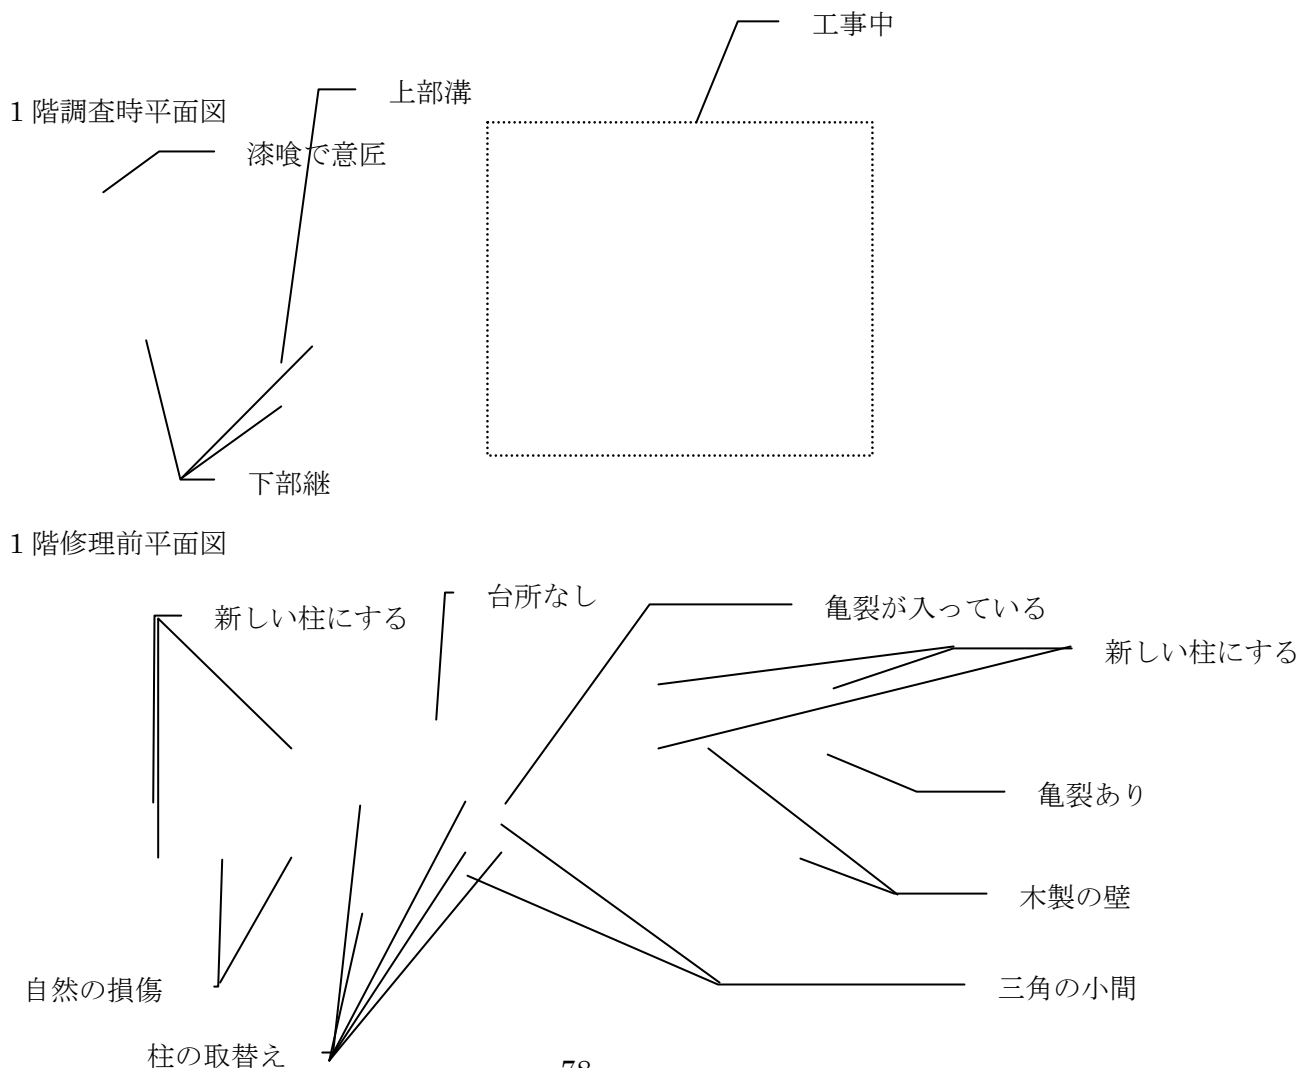 工事中
上部溝
1 階調査時平面図
漆喰で意匠
下部継
1 階修理前平面図
台所なし
新しい柱にする
亀裂が入っている
新しい柱にする
亀裂あり
木製の壁
自然の損傷
三角の小間
柱の取替え
78